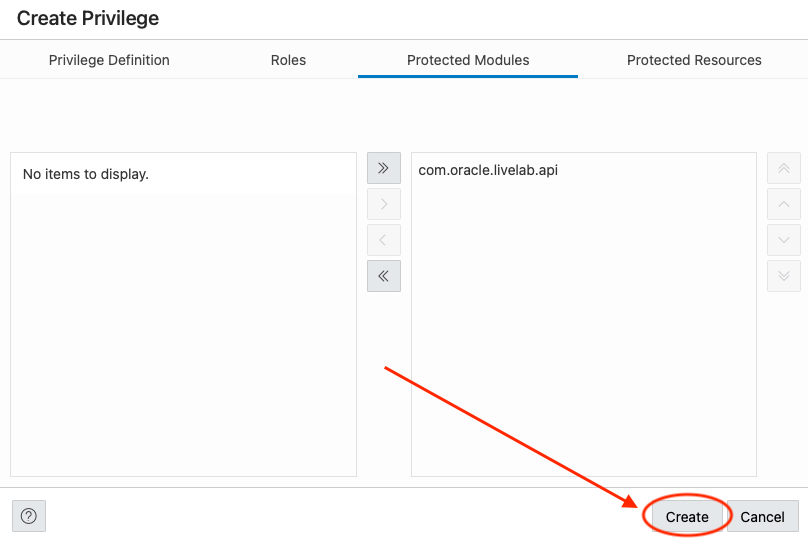 Create Privilege
Privilege Definition Roles Protected Modules Protected Resources
No items to display.
com.oracle.livelab.api
Create Cancel